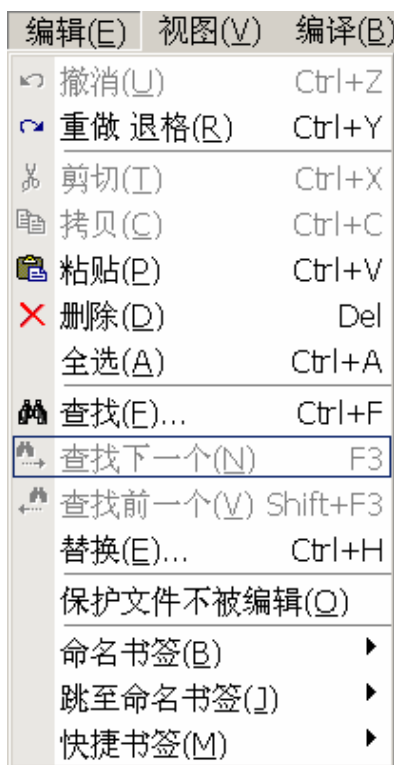 编辑(E) 视图(V) 编译(B)
撤消(U) Ctrl+Z
重做 退格(R) Ctrl+Y
剪切(T) Ctrl+X
拷贝(C) Ctrl+C
粘贴(P) Ctrl+V
删除(D) Del
全选(A) Ctrl+A
查找(F)... Ctrl+F
查找下一个(N) F3
查找前一个(V) Shift+F3
替换(E)... Ctrl+H
保护文件不被编辑(O)
命名书签(B)
跳至命名书签(J)
快捷书签(M)